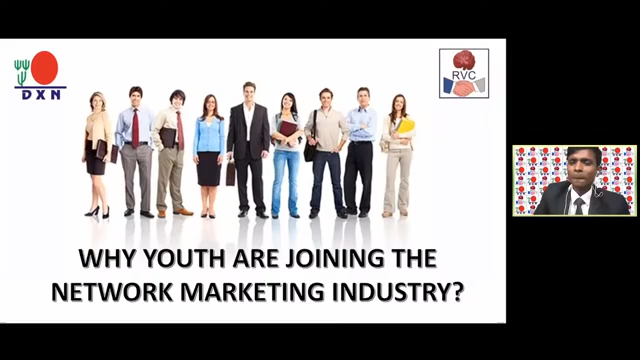 DXN
RVC
WHY YOUTH ARE JOINING THE
NETWORK MARKETING INDUSTRY?